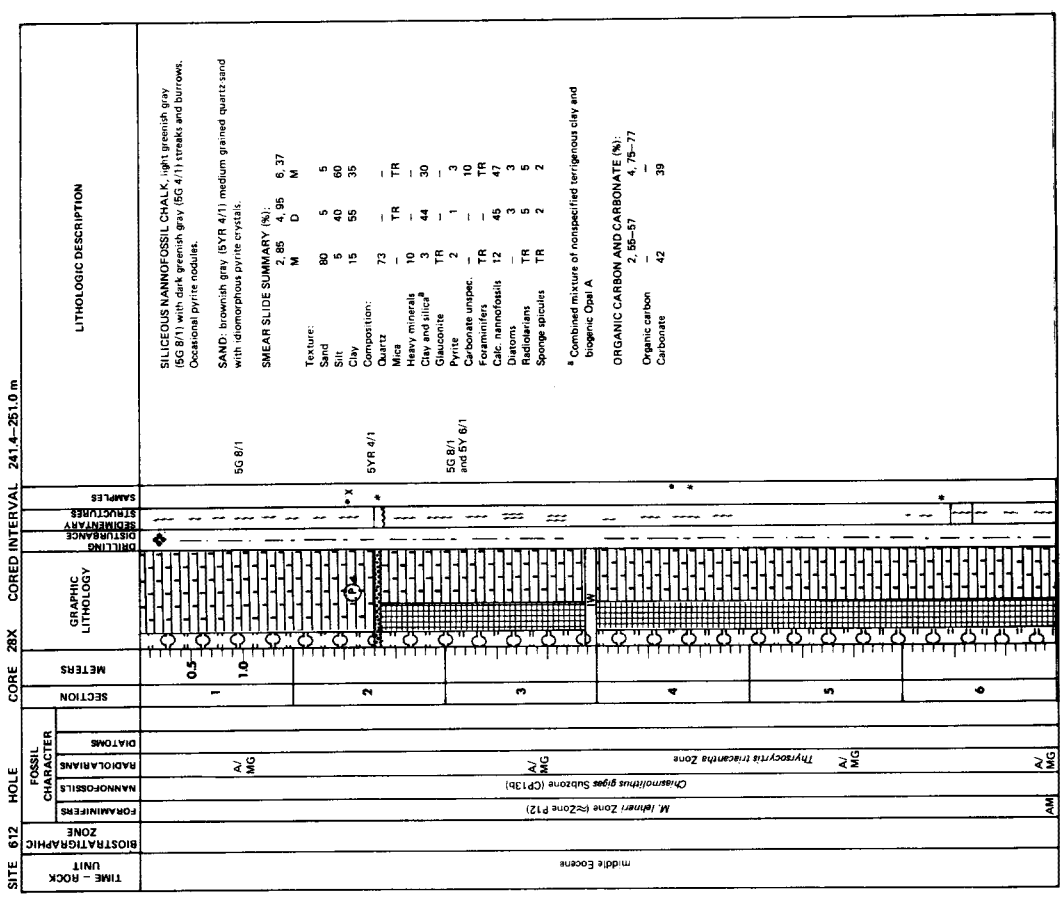 SITE 612 HOLE CORE 28X CORED INTERVAL 241.4–251.0 m
TIME – ROCK UNIT
BIOSTRATIGRAPHIC ZONE
FOSSIL CHARACTER
FORAMINIFERS
NANNOFOSSILS
RADIOLARIANS
DIATOMS
SECTION
METERS
GRAPHIC LITHOLOGY
DRILLING DISTURBANCE
SEDIMENTARY STRUCTURES
SAMPLES
LITHOLOGIC DESCRIPTION
middle Eocene
M. lehneri Zone (≈Zone P12)
AM
Chiasmolithus gigas Subzone (CP13b)
A/MG
A/MG
Thyrsocyrtis triacantha Zone
A/MG
A/MG
1
2
3
4
5
6
0.5
1.0
P
IW
* X
*
*
*
*
5G 8/1
5YR 4/1
5G 8/1
and 5Y 6/1
SILICEOUS NANNOFOSSIL CHALK, light greenish gray
(5G 8/1) with dark greenish gray (5G 4/1) streaks and burrows.
Occasional pyrite nodules.
SAND: brownish gray (5YR 4/1) medium grained quartz sand
with idiomorphous pyrite crystals.
SMEAR SLIDE SUMMARY (%):
2, 85 4, 95 6, 37
M D M
Texture:
Sand 80 5 5
Silt 5 40 60
Clay 15 55 35
Composition:
Quartz 73 – –
Mica – TR TR
Heavy minerals 10 – –
Clay and silicaᵃ 3 44 30
Glauconite TR – –
Pyrite 2 1 3
Carbonate unspec. – – 10
Foraminifers TR – TR
Calc. nannofossils 12 45 47
Diatoms – 3 3
Radiolarians TR 5 5
Sponge spicules TR 2 2
ᵃ Combined mixture of nonspecified terrigenous clay and
biogenic Opal A
ORGANIC CARBON AND CARBONATE (%):
2, 55–57 4, 75–77
Organic carbon – –
Carbonate 42 39